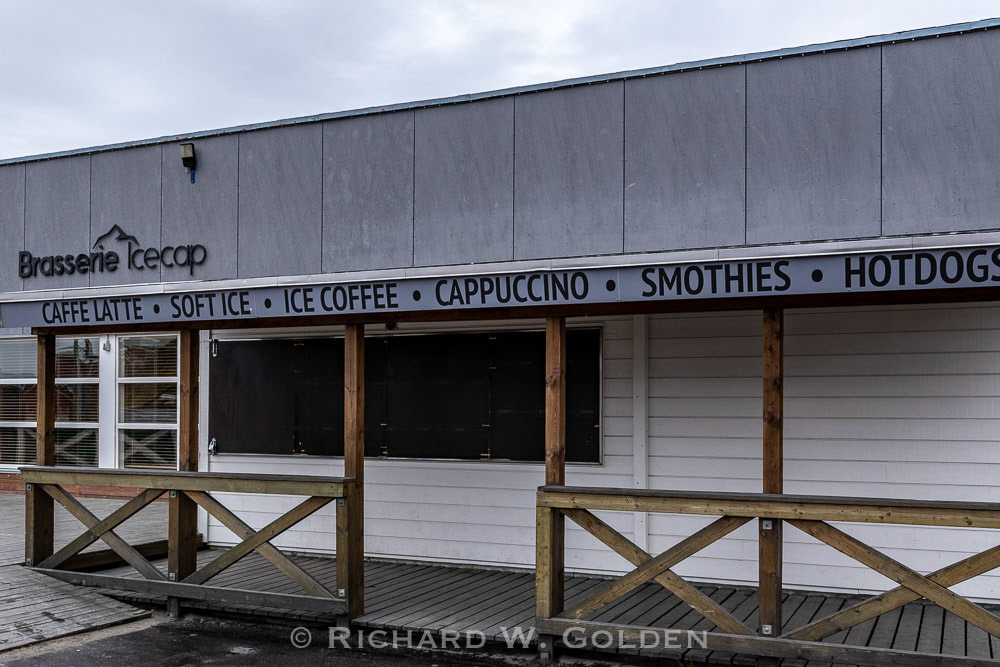 Brasserie Icecap
CAFFE LATTE • SOFT ICE • ICE COFFEE • CAPPUCCINO • SMOTHIES • HOTDOGS
© RICHARD W. GOLDEN